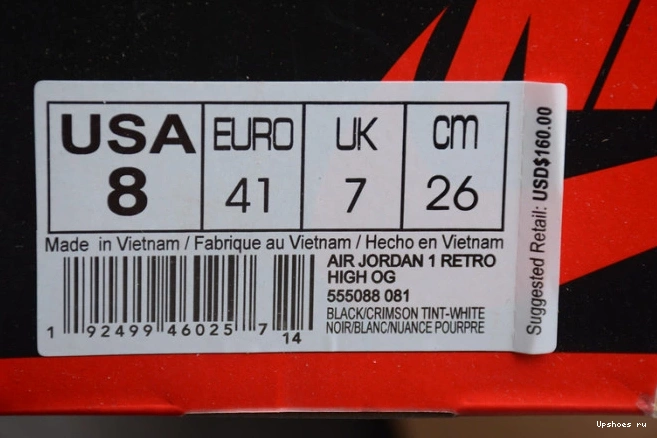 USA EURO UK cm
8 41 7 26
Made in Vietnam / Fabrique au Vietnam / Hecho en Vietnam
AIR JORDAN 1 RETRO
HIGH OG
555088 081
BLACK/CRIMSON TINT-WHITE
NOIR/BLANC/NUANCE POURPRE
1 92499 46025 7 14
Suggested Retail: USD$160.00
Upshoes ru